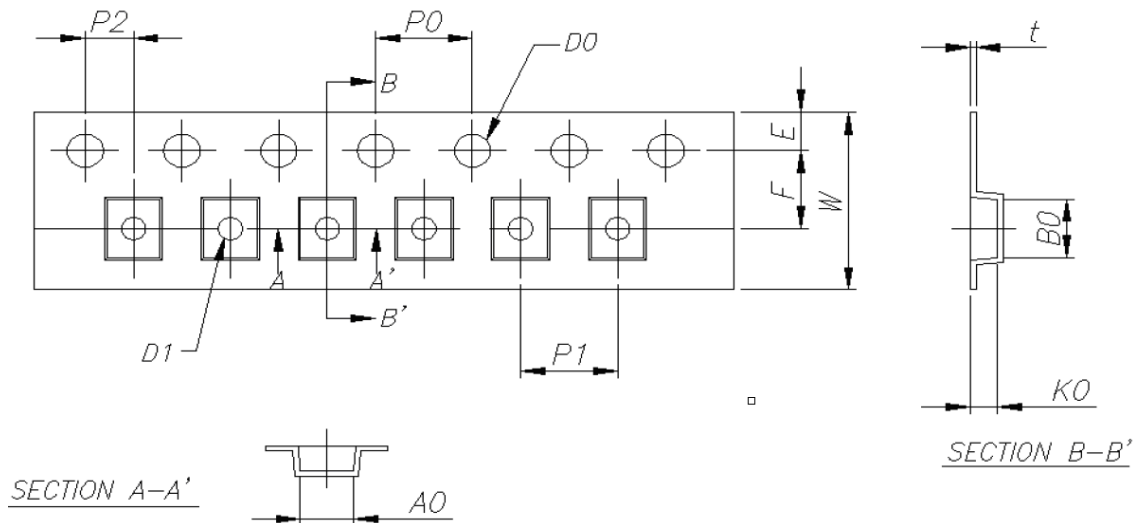 P2
P0
D0
t
B
E
F
W
B0
A
A'
B'
D1
P1
K0
SECTION B-B'
SECTION A-A'
A0